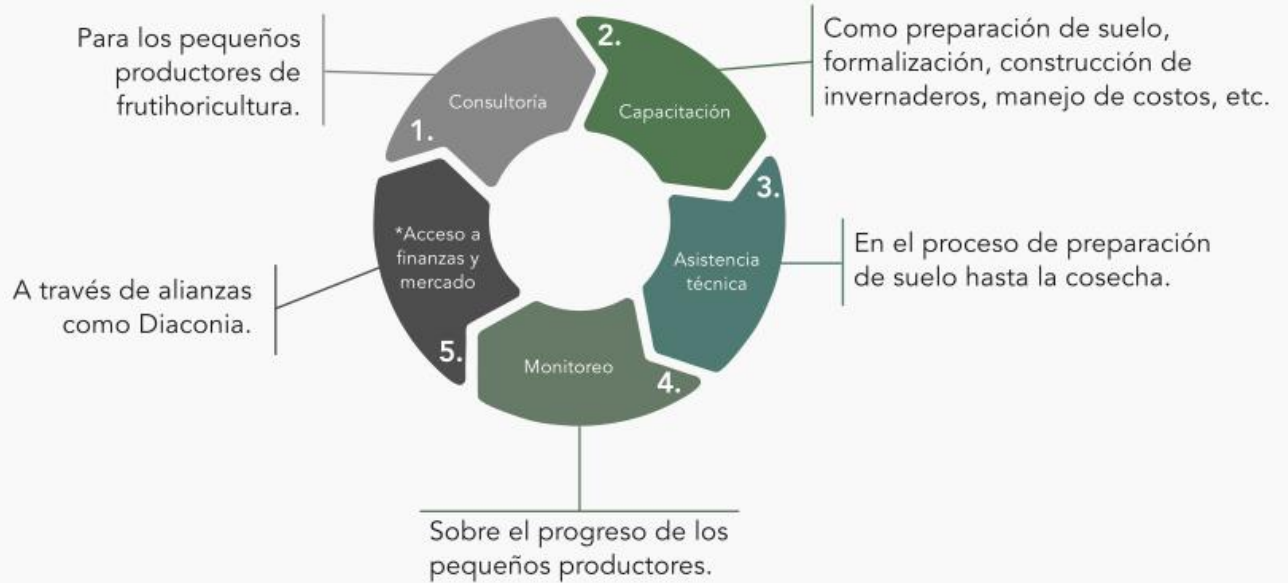 Para los pequeños
productores de
frutihoricultura.
1.
Consultoría
2.
Capacitación
Como preparación de suelo,
formalización, construcción de
invernaderos, manejo de costos, etc.
3.
Asistencia
técnica
En el proceso de preparación
de suelo hasta la cosecha.
4.
Monitoreo
Sobre el progreso de los
pequeños productores.
5.
*Acceso a
finanzas y
mercado
A través de alianzas
como Diaconia.